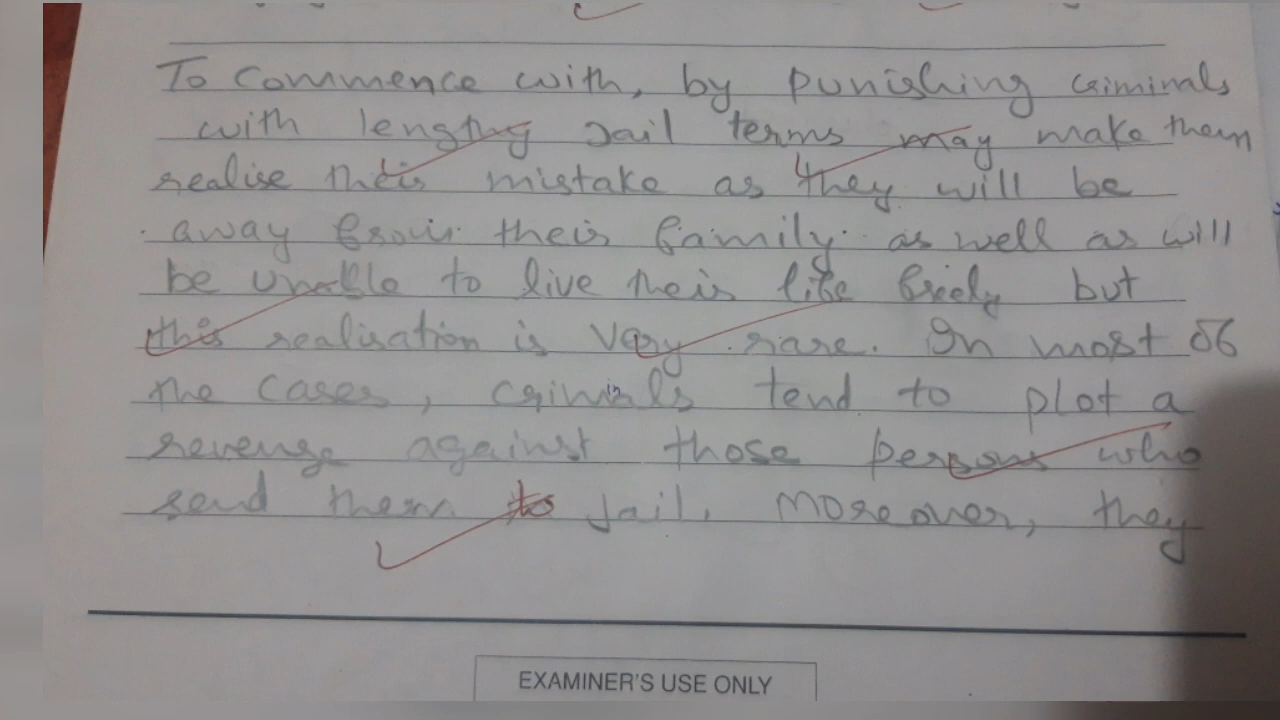 To commence with, by punishing criminals
with lengthy Jail terms may make them
realise their mistake as they will be
away from their family as well as will
be unable to live their life freely but
this realisation is very rare. In most of
the cases, criminals tend to plot a
revenge against those persons who
send them to Jail. Moreover, they
EXAMINER'S USE ONLY